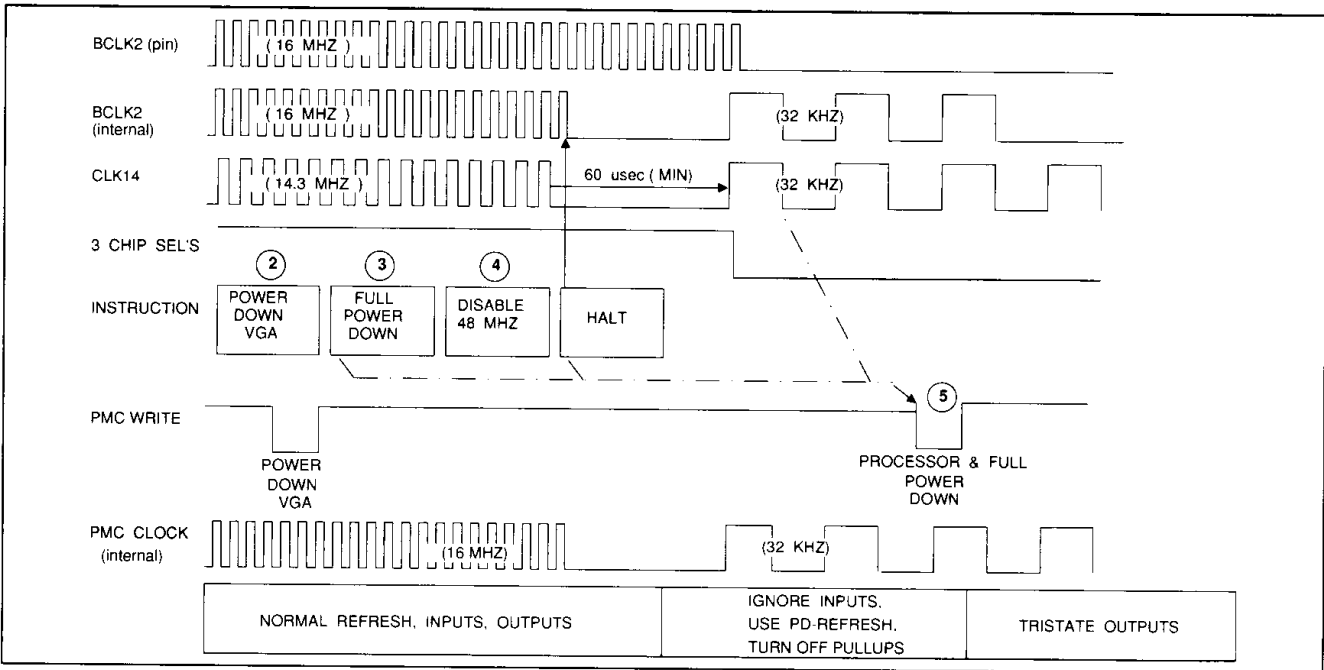 BCLK2 (pin)
( 16 MHZ )
BCLK2
(internal)
( 16 MHZ )
(32 KHZ)
CLK14
( 14.3 MHZ )
60 usec ( MIN)
(32 KHZ)
3 CHIP SEL'S
2
3
4
INSTRUCTION
POWER
DOWN
VGA
FULL
POWER
DOWN
DISABLE
48 MHZ
HALT
PMC WRITE
5
POWER
DOWN
VGA
PROCESSOR & FULL
POWER
DOWN
PMC CLOCK
(internal)
(16 MHZ)
(32 KHZ)
NORMAL REFRESH, INPUTS, OUTPUTS
IGNORE INPUTS,
USE PD-REFRESH,
TURN OFF PULLUPS
TRISTATE OUTPUTS